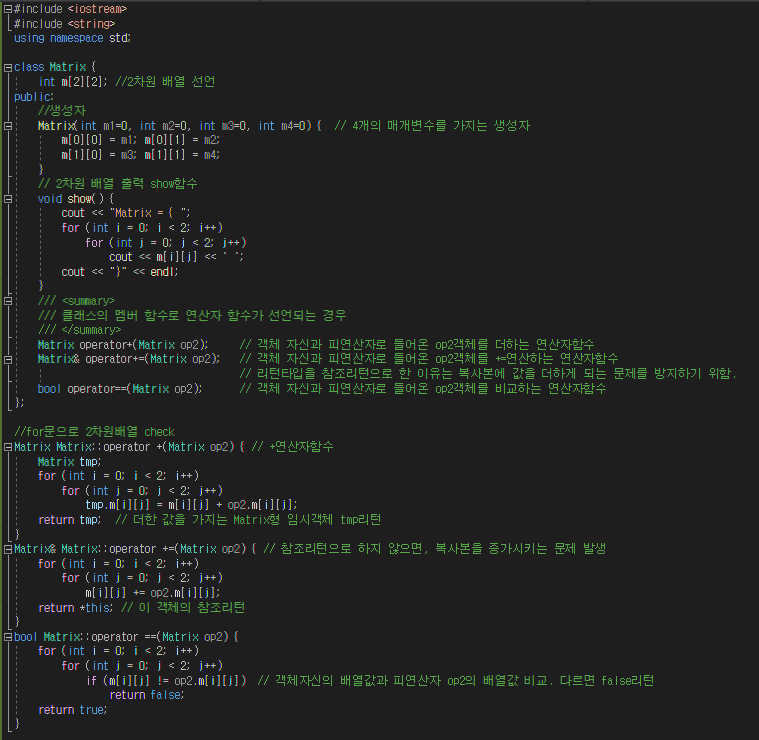 #include <iostream>
#include <string>
using namespace std;
class Matrix {
int m[2][2]; //2차원 배열 선언
public:
//생성자
Matrix(int m1=0, int m2=0, int m3=0, int m4=0) { // 4개의 매개변수를 가지는 생성자
m[0][0] = m1; m[0][1] = m2;
m[1][0] = m3; m[1][1] = m4;
}
// 2차원 배열 출력 show함수
void show() {
cout << "Matrix = { ";
for (int i = 0; i < 2; i++)
for (int j = 0; j < 2; j++)
cout << m[i][j] << ' ';
cout << "}" << endl;
}
/// <summary>
/// 클래스의 멤버 함수로 연산자 함수가 선언되는 경우
/// </summary>
Matrix operator+(Matrix op2); // 객체 자신과 피연산자로 들어온 op2객체를 더하는 연산자함수
Matrix& operator+=(Matrix op2); // 객체 자신과 피연산자로 들어온 op2객체를 +=연산하는 연산자함수
// 리턴타입을 참조리턴으로 한 이유는 복사본에 값을 더하게 되는 문제를 방지하기 위함.
bool operator==(Matrix op2); // 객체 자신과 피연산자로 들어온 op2객체를 비교하는 연산자함수
};
//for문으로 2차원배열 check
Matrix Matrix::operator +(Matrix op2) { // +연산자함수
Matrix tmp;
for (int i = 0; i < 2; i++)
for (int j = 0; j < 2; j++)
tmp.m[i][j] = m[i][j] + op2.m[i][j];
return tmp; // 더한 값을 가지는 Matrix형 임시객체 tmp리턴
}
Matrix& Matrix::operator +=(Matrix op2) { // 참조리턴으로 하지 않으면, 복사본을 증가시키는 문제 발생
for (int i = 0; i < 2; i++)
for (int j = 0; j < 2; j++)
m[i][j] += op2.m[i][j];
return *this; // 이 객체의 참조리턴
}
bool Matrix::operator ==(Matrix op2) {
for (int i = 0; i < 2; i++)
for (int j = 0; j < 2; j++)
if (m[i][j] != op2.m[i][j]) // 객체자신의 배열값과 피연산자 op2의 배열값 비교. 다르면 false리턴
return false;
return true;
}